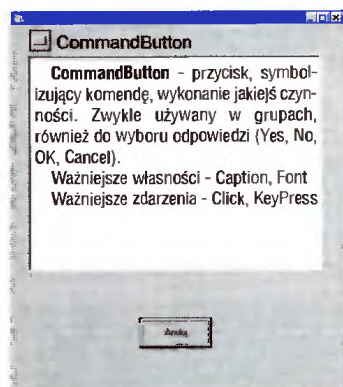 CommandButton
CommandButton - przycisk, symbol-
izujący komendę, wykonanie jakiejś czyn-
ności. Zwykle używany w grupach,
również do wyboru odpowiedzi (Yes, No,
OK, Cancel).
Ważniejsze własności - Caption, Font
Ważniejsze zdarzenia - Click, KeyPress
Anuluj